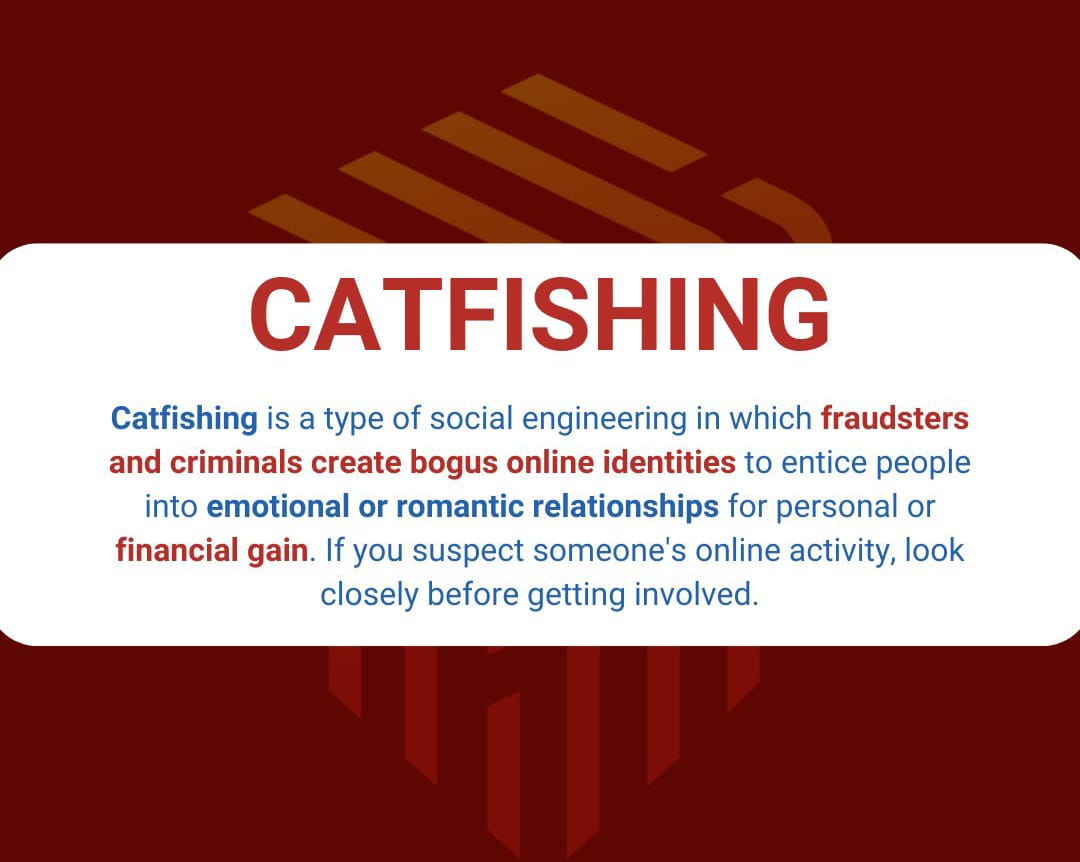 CATFISHING
Catfishing is a type of social engineering in which fraudsters
and criminals create bogus online identities to entice people
into emotional or romantic relationships for personal or
financial gain. If you suspect someone's online activity, look
closely before getting involved.